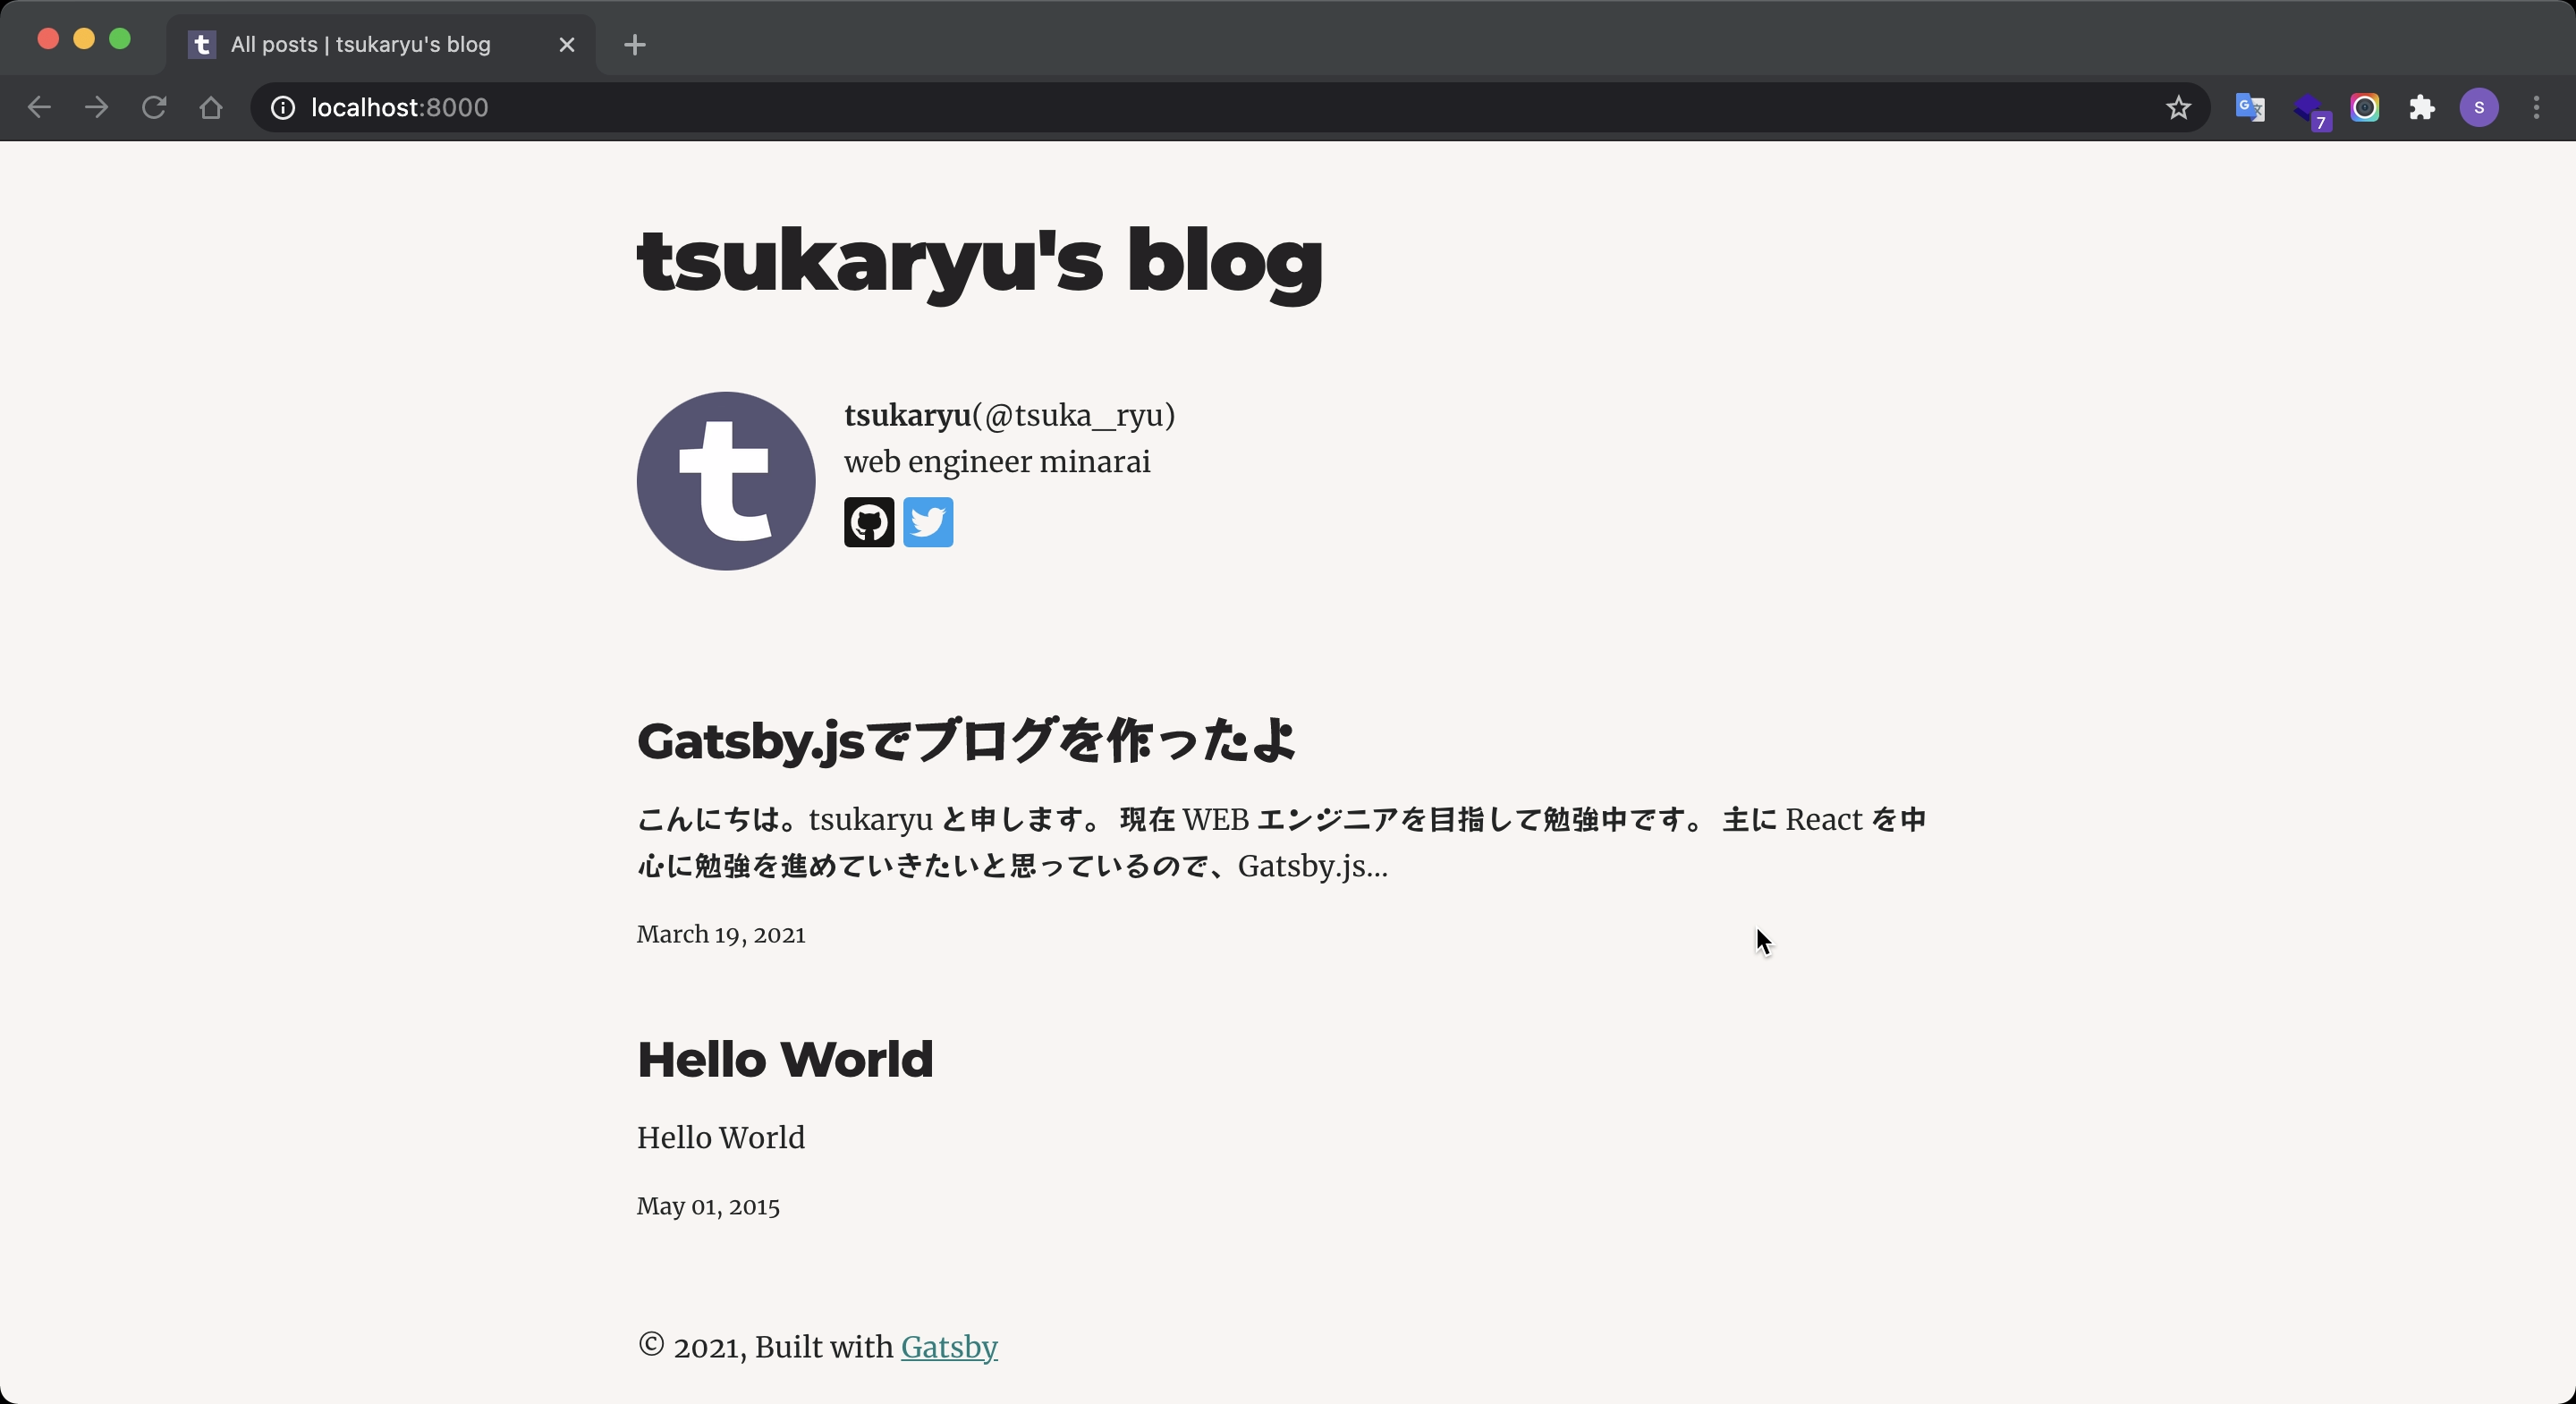 All posts | tsukaryu's blog
localhost:8000
7
S
tsukaryu's blog
t
tsukaryu(@tsuka_ryu)
web engineer minarai
Gatsby.jsでブログを作ったよ
こんにちは。tsukaryu と申します。 現在 WEB エンジニアを目指して勉強中です。 主に React を中
心に勉強を進めていきたいと思っているので、Gatsby.js...
March 19, 2021
Hello World
Hello World
May 01, 2015
© 2021, Built with Gatsby